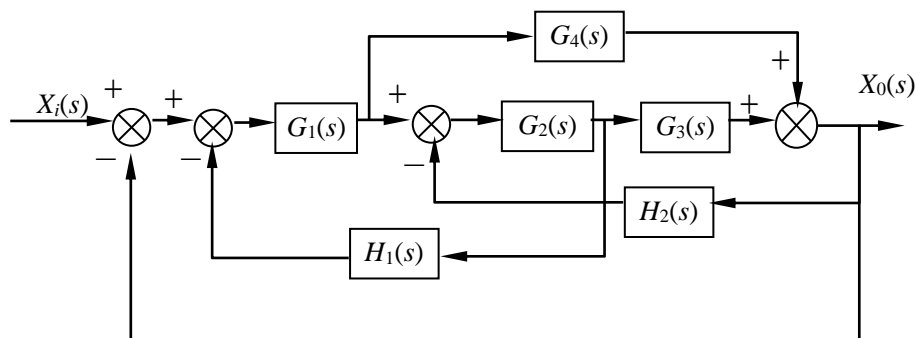 G₄(s)
+
+
+
+
+
X₀(s)
Xᵢ(s)
G₁(s)
G₂(s)
G₃(s)
−
−
−
H₂(s)
H₁(s)